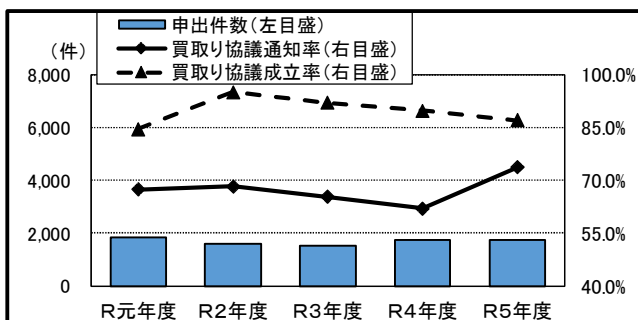 申出件数(左目盛)
買取り協議通知率(右目盛)
買取り協議成立率(右目盛)
(件)
8,000
6,000
4,000
2,000
0
100.0%
85.0%
70.0%
55.0%
40.0%
R元年度 R2年度 R3年度 R4年度 R5年度